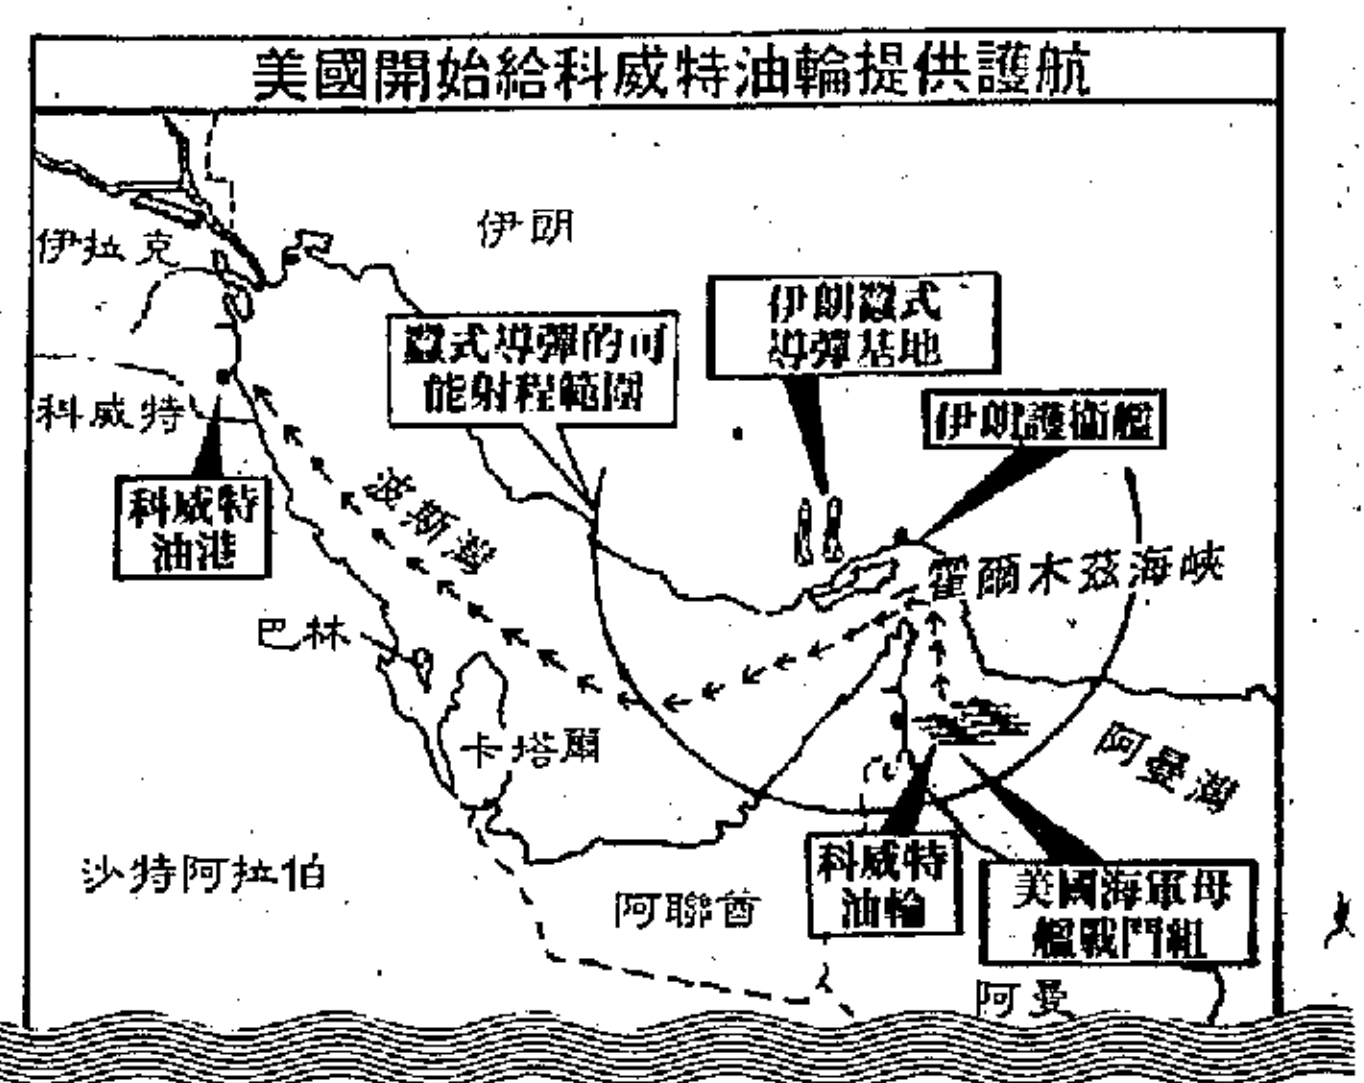 美國開始給科威特油輪提供護航
伊朗
伊拉克
伊朗蠶式
導彈基地
蠶式導彈的可
能射程範圍
伊朗護衛艦
科威特
科威特
油港
波斯灣
霍爾木茲海峽
巴林
卡塔爾
阿曼灣
沙特阿拉伯
阿聯酋
科威特
油輪
美國海軍母
艦戰鬥組
阿曼